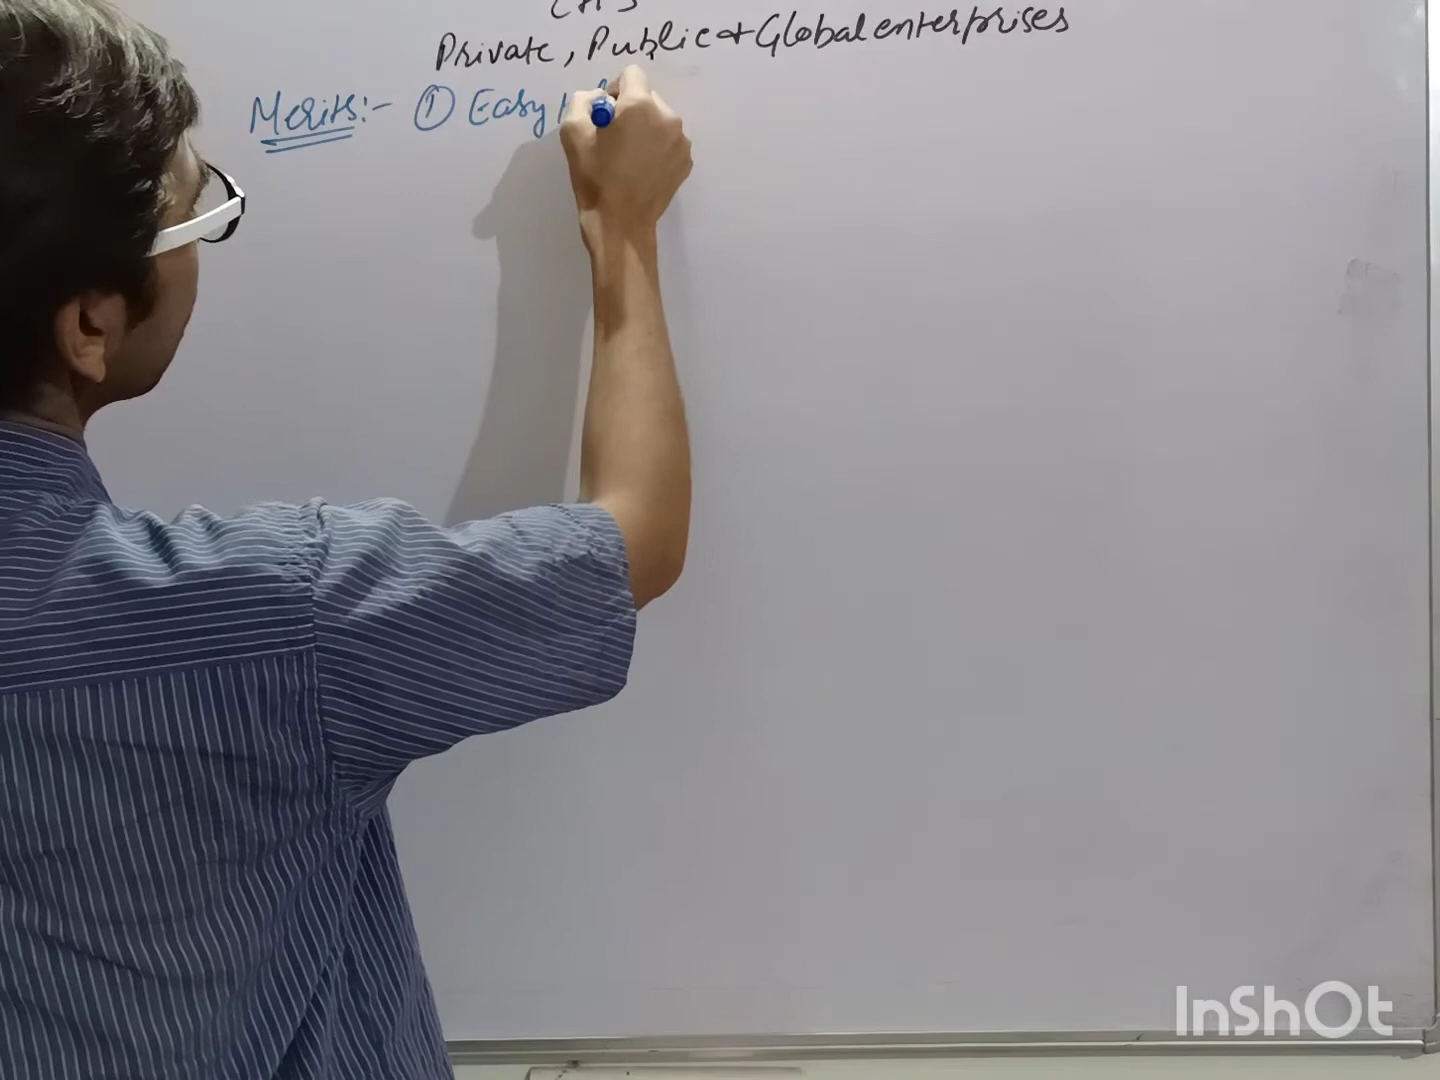 Private, Public & Global enterprises
Merits:- ① Easy
InShOt